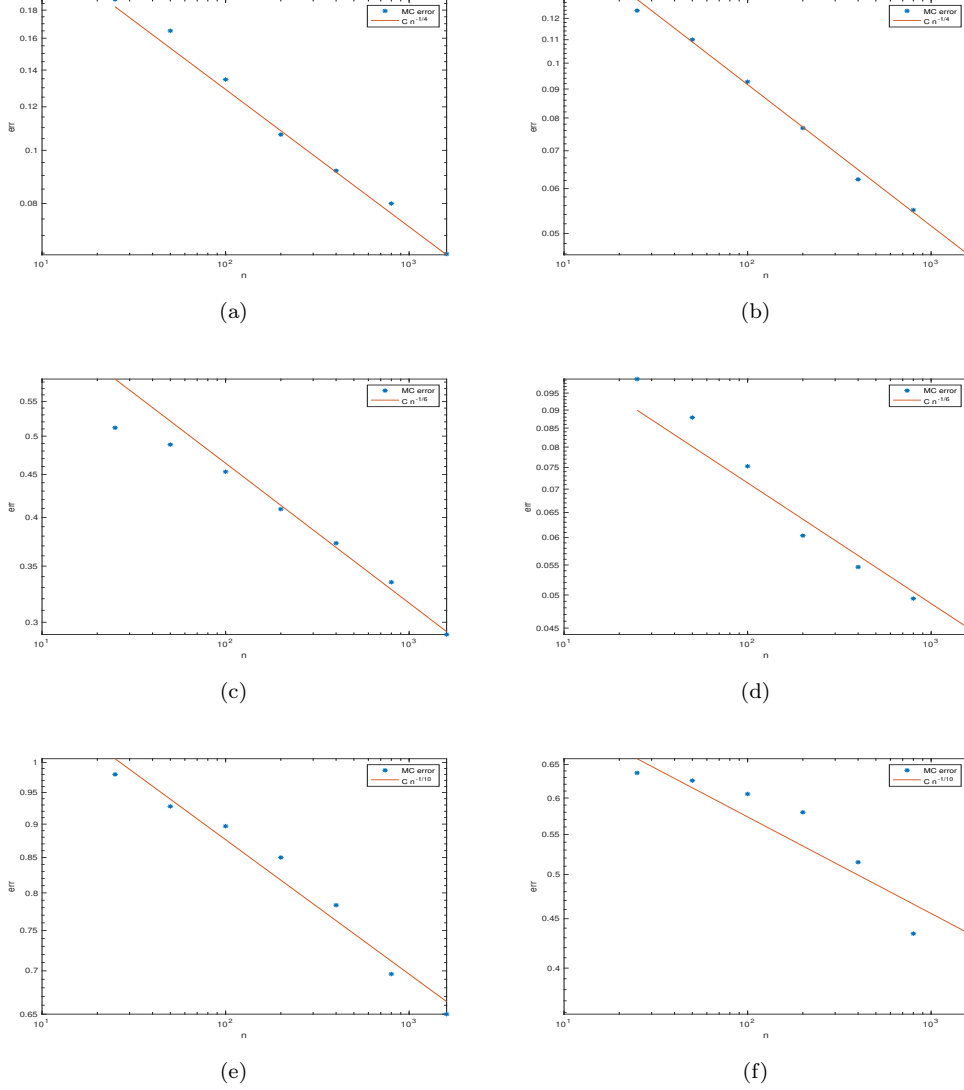 0.18
0.16
0.14
0.12
0.1
0.08
err
10^1
10^2
10^3
n
MC error
C n^{-1/4}
(a)
0.12
0.11
0.1
0.09
0.08
0.07
0.06
0.05
err
10^1
10^2
10^3
n
MC error
C n^{-1/4}
(b)
0.55
0.5
0.45
0.4
0.35
0.3
err
10^1
10^2
10^3
n
MC error
C n^{-1/6}
(c)
0.095
0.09
0.085
0.08
0.075
0.07
0.065
0.06
0.055
0.05
0.045
err
10^1
10^2
10^3
n
MC error
C n^{-1/6}
(d)
1
0.95
0.9
0.85
0.8
0.75
0.7
0.65
err
10^1
10^2
10^3
n
MC error
C n^{-1/10}
(e)
0.65
0.6
0.55
0.5
0.45
0.4
err
10^1
10^2
10^3
n
MC error
C n^{-1/10}
(f)